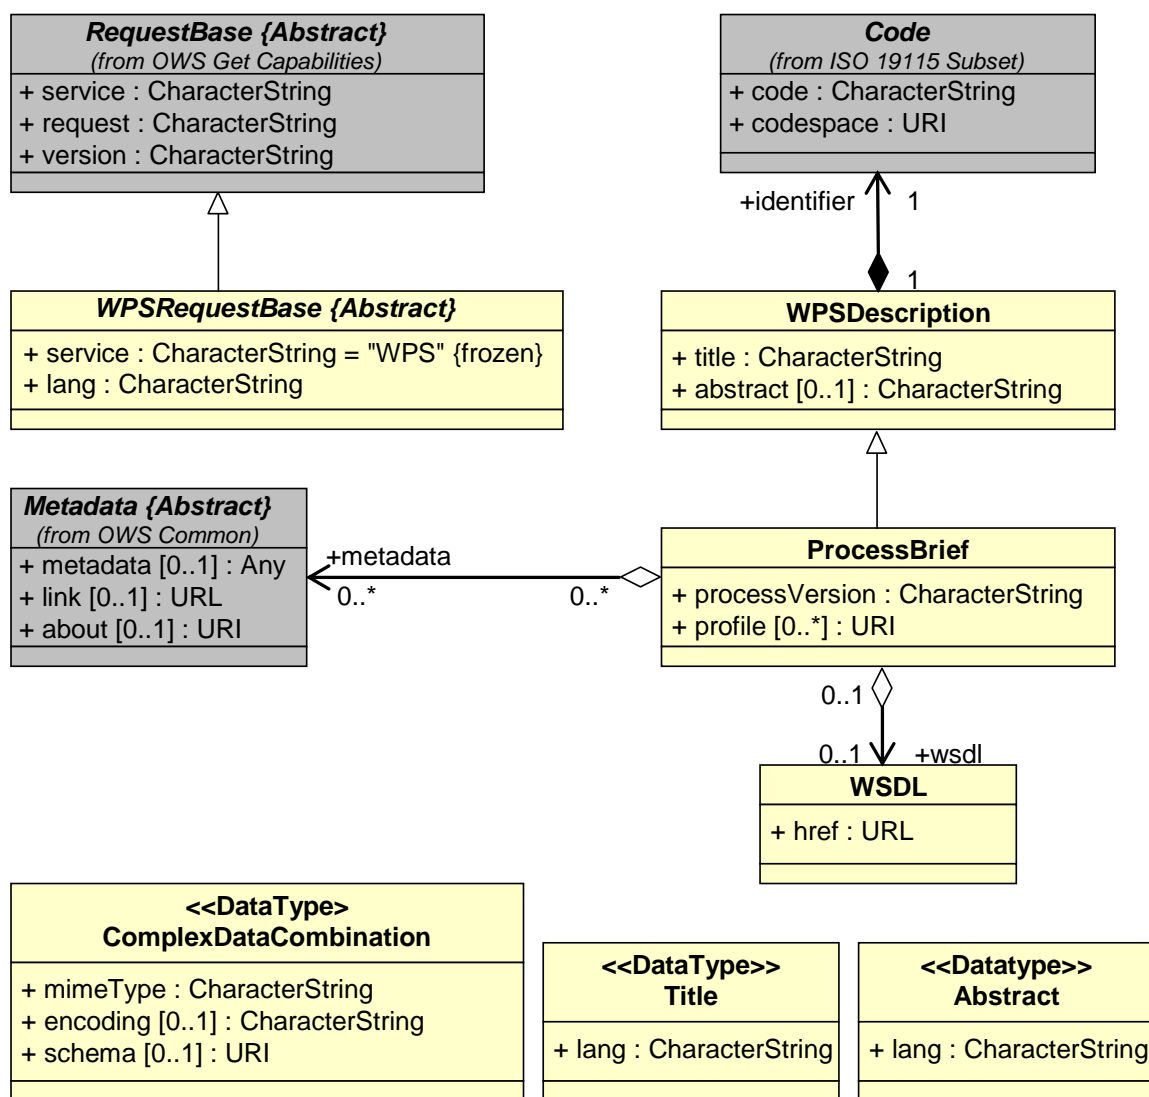 RequestBase {Abstract}
(from OWS Get Capabilities)
+ service : CharacterString
+ request : CharacterString
+ version : CharacterString
Code
(from ISO 19115 Subset)
+ code : CharacterString
+ codespace : URI
+identifier 1
1
WPSRequestBase {Abstract}
+ service : CharacterString = "WPS" {frozen}
+ lang : CharacterString
WPSDescription
+ title : CharacterString
+ abstract [0..1] : CharacterString
Metadata {Abstract}
(from OWS Common)
+ metadata [0..1] : Any
+ link [0..1] : URL
+ about [0..1] : URI
+metadata
0..* 0..*
ProcessBrief
+ processVersion : CharacterString
+ profile [0..*] : URI
0..1
0..1 +wsdl
WSDL
+ href : URL
<<DataType>
ComplexDataCombination
+ mimeType : CharacterString
+ encoding [0..1] : CharacterString
+ schema [0..1] : URI
<<DataType>>
Title
+ lang : CharacterString
<<Datatype>>
Abstract
+ lang : CharacterString